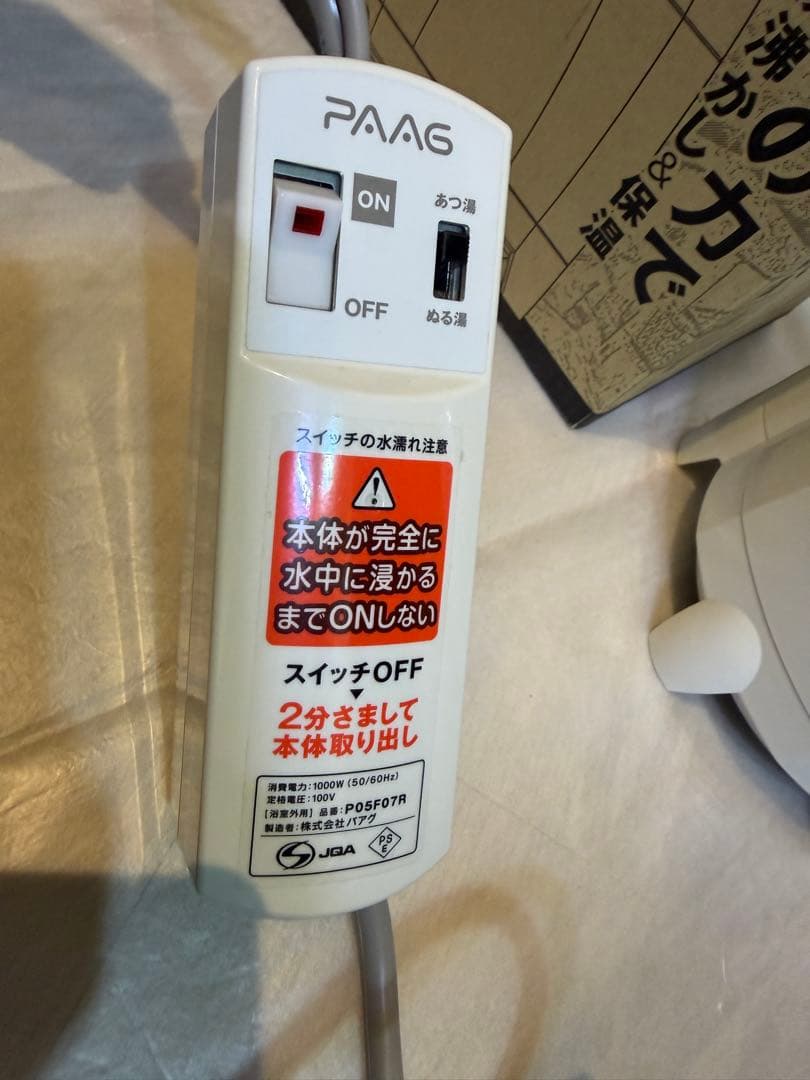 PAAG
ON
OFF
あつ湯
ぬる湯
スイッチの水濡れ注意
本体が完全に
水中に浸かる
までONしない
スイッチOFF
▼
2分さまして
本体取り出し
消費電力:1000W (50/60Hz)
定格電圧:100V
[浴室外用] 品番:P05F07R
製造者:株式会社パアグ
JQA
PS
E
の力で
沸かし&保温